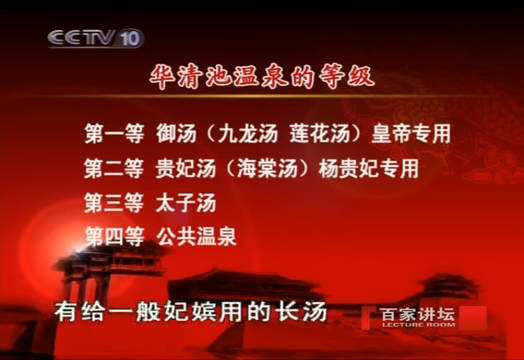 CCTV 10
华清池温泉的等级
第一等 御汤（九龙汤 莲花汤）皇帝专用
第二等 贵妃汤（海棠汤）杨贵妃专用
第三等 太子汤
第四等 公共温泉
有给一般妃嫔用的长汤
百家讲坛
LECTURE ROOM